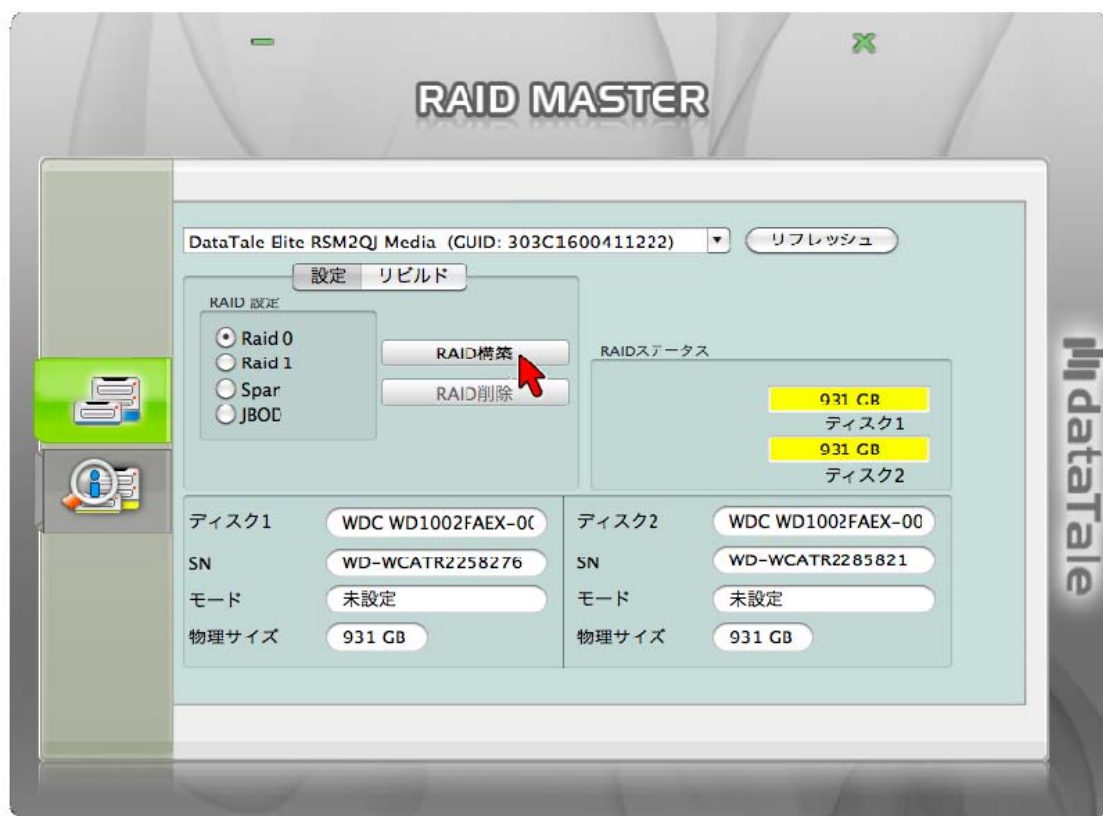 RAID MASTER
DataTale Elite RSM2QJ Media (GUID: 303C1600411222)
リフレッシュ
設定 リビルド
RAID 設定
Raid 0
Raid 1
Span
JBOD
RAID構築
RAID削除
RAIDステータス
931 GB
ディスク1
931 GB
ディスク2
ディスク1 WDC WD1002FAEX-00
SN WD-WCATR2258276
モード 未設定
物理サイズ 931 GB
ディスク2 WDC WD1002FAEX-00
SN WD-WCATR2285821
モード 未設定
物理サイズ 931 GB
dataTale